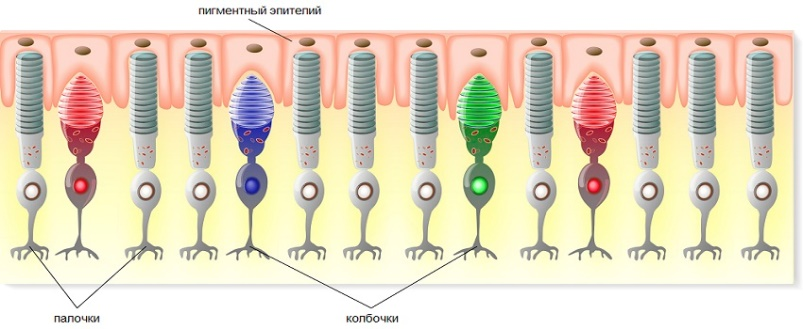 пигментный эпителий
палочки
колбочки